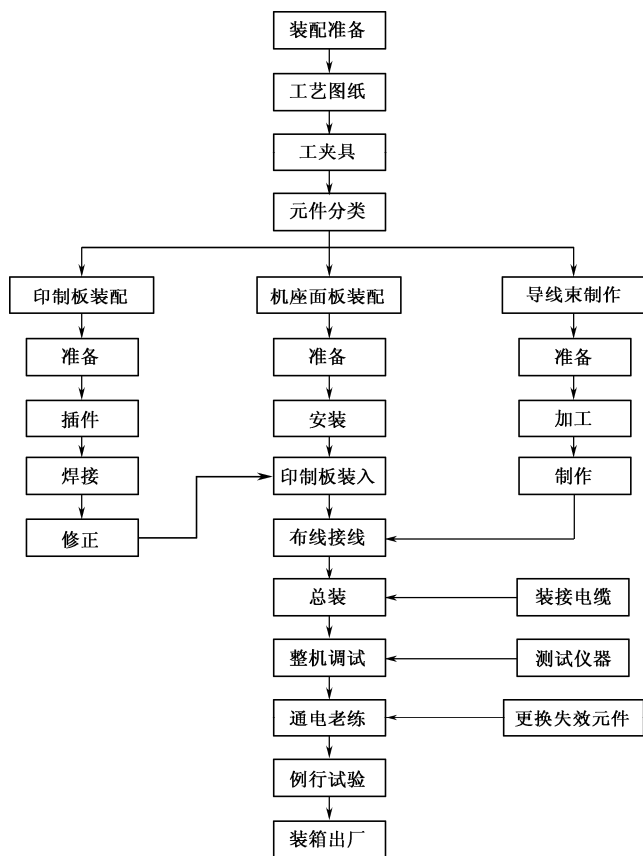 装配准备
工艺图纸
工夹具
元件分类
印制板装配
机座面板装配
导线束制作
准备
准备
准备
插件
安装
加工
焊接
印制板装入
制作
修正
布线接线
总装
装接电缆
整机调试
测试仪器
通电老练
更换失效元件
例行试验
装箱出厂